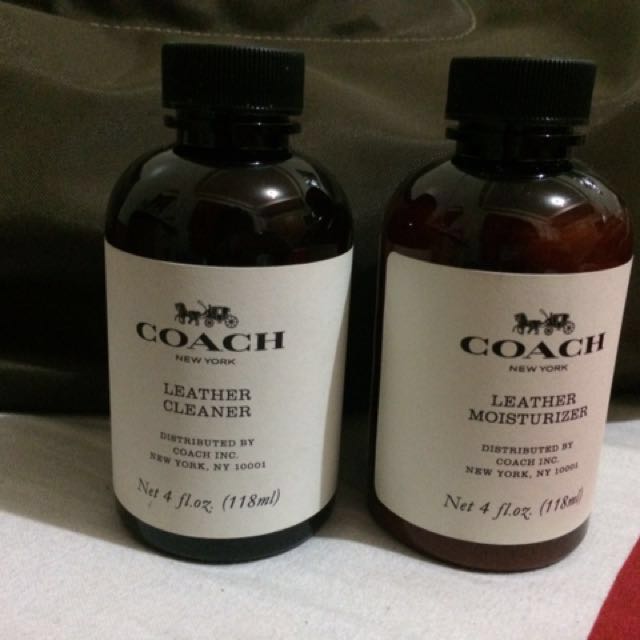 COACH
NEW YORK
LEATHER
CLEANER
DISTRIBUTED BY
COACH INC.
NEW YORK, NY 10001
Net 4 fl.oz. (118ml)
COACH
NEW YORK
LEATHER
MOISTURIZER
DISTRIBUTED BY
COACH INC.
NEW YORK, NY 10001
Net 4 fl.oz. (118ml)